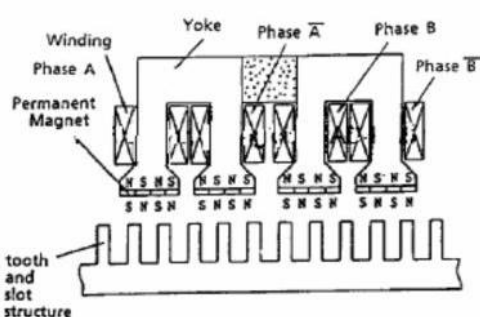 Winding
Phase A
Yoke
Phase A̅
Phase B
Phase B̅
Permanent
Magnet
N S N S
N S N S
N S N S
N S N S
S N S N
S N S N
S N S N
S N S N
tooth
and
slot
structure